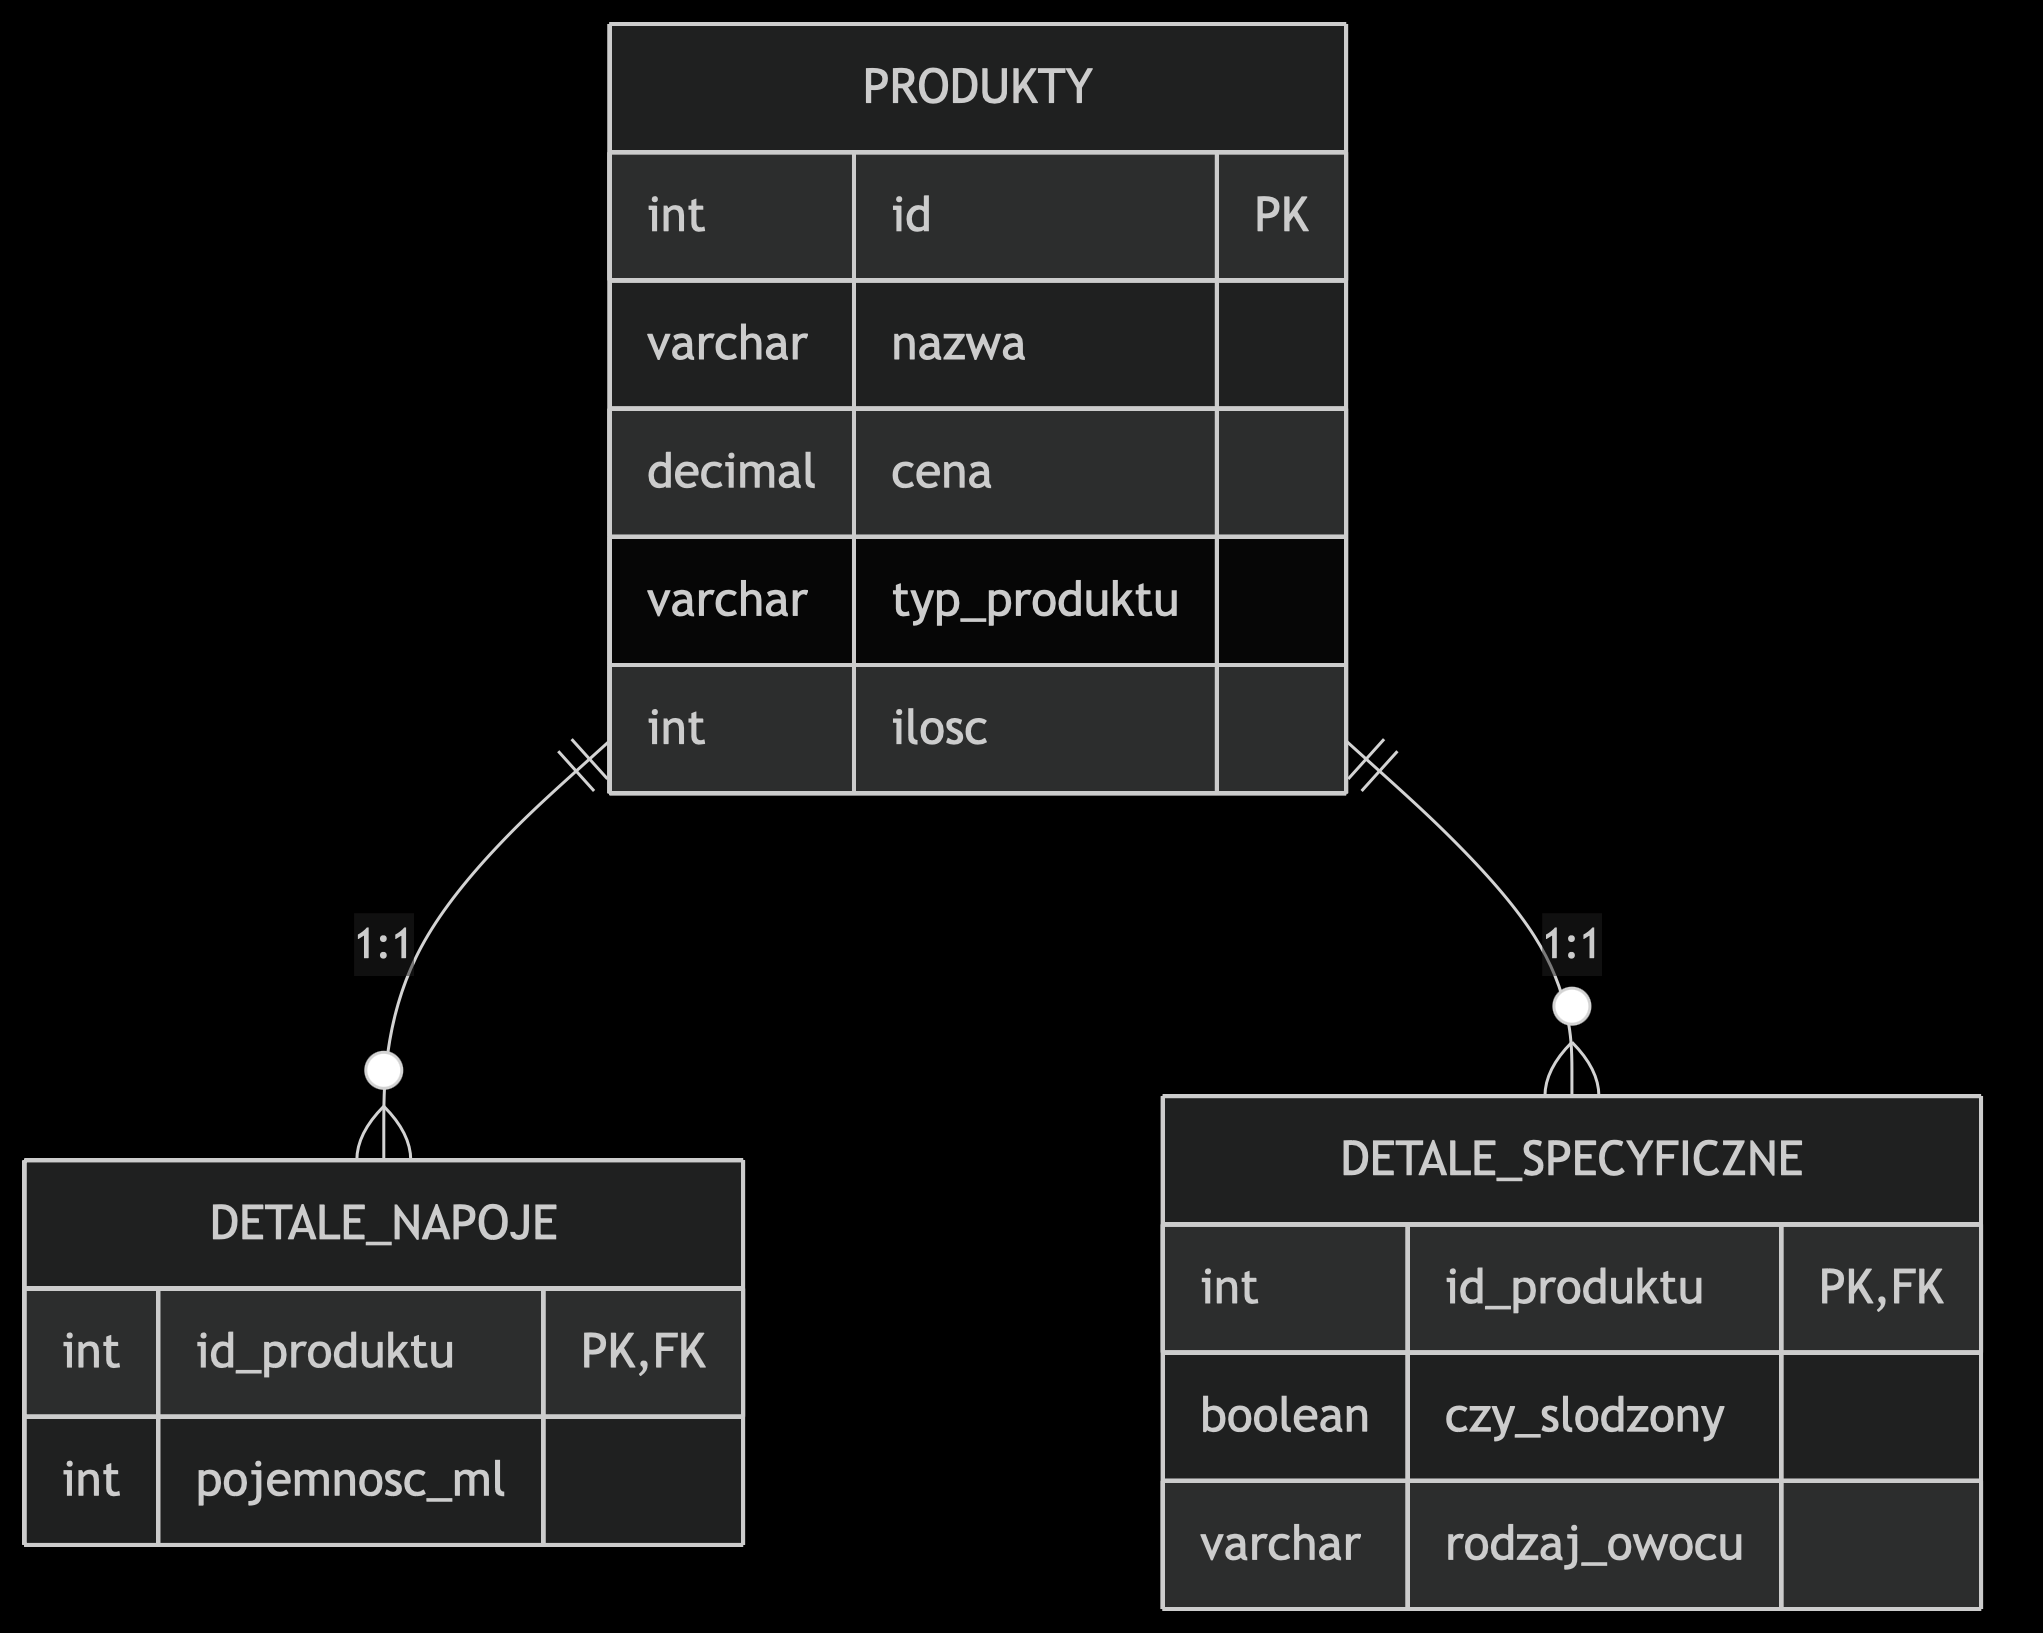 PRODUKTY
int id PK
varchar nazwa
decimal cena
varchar typ_produktu
int ilosc
1:1
1:1
DETALE_NAPOJE
int id_produktu PK,FK
int pojemnosc_ml
DETALE_SPECYFICZNE
int id_produktu PK,FK
boolean czy_slodzony
varchar rodzaj_owocu